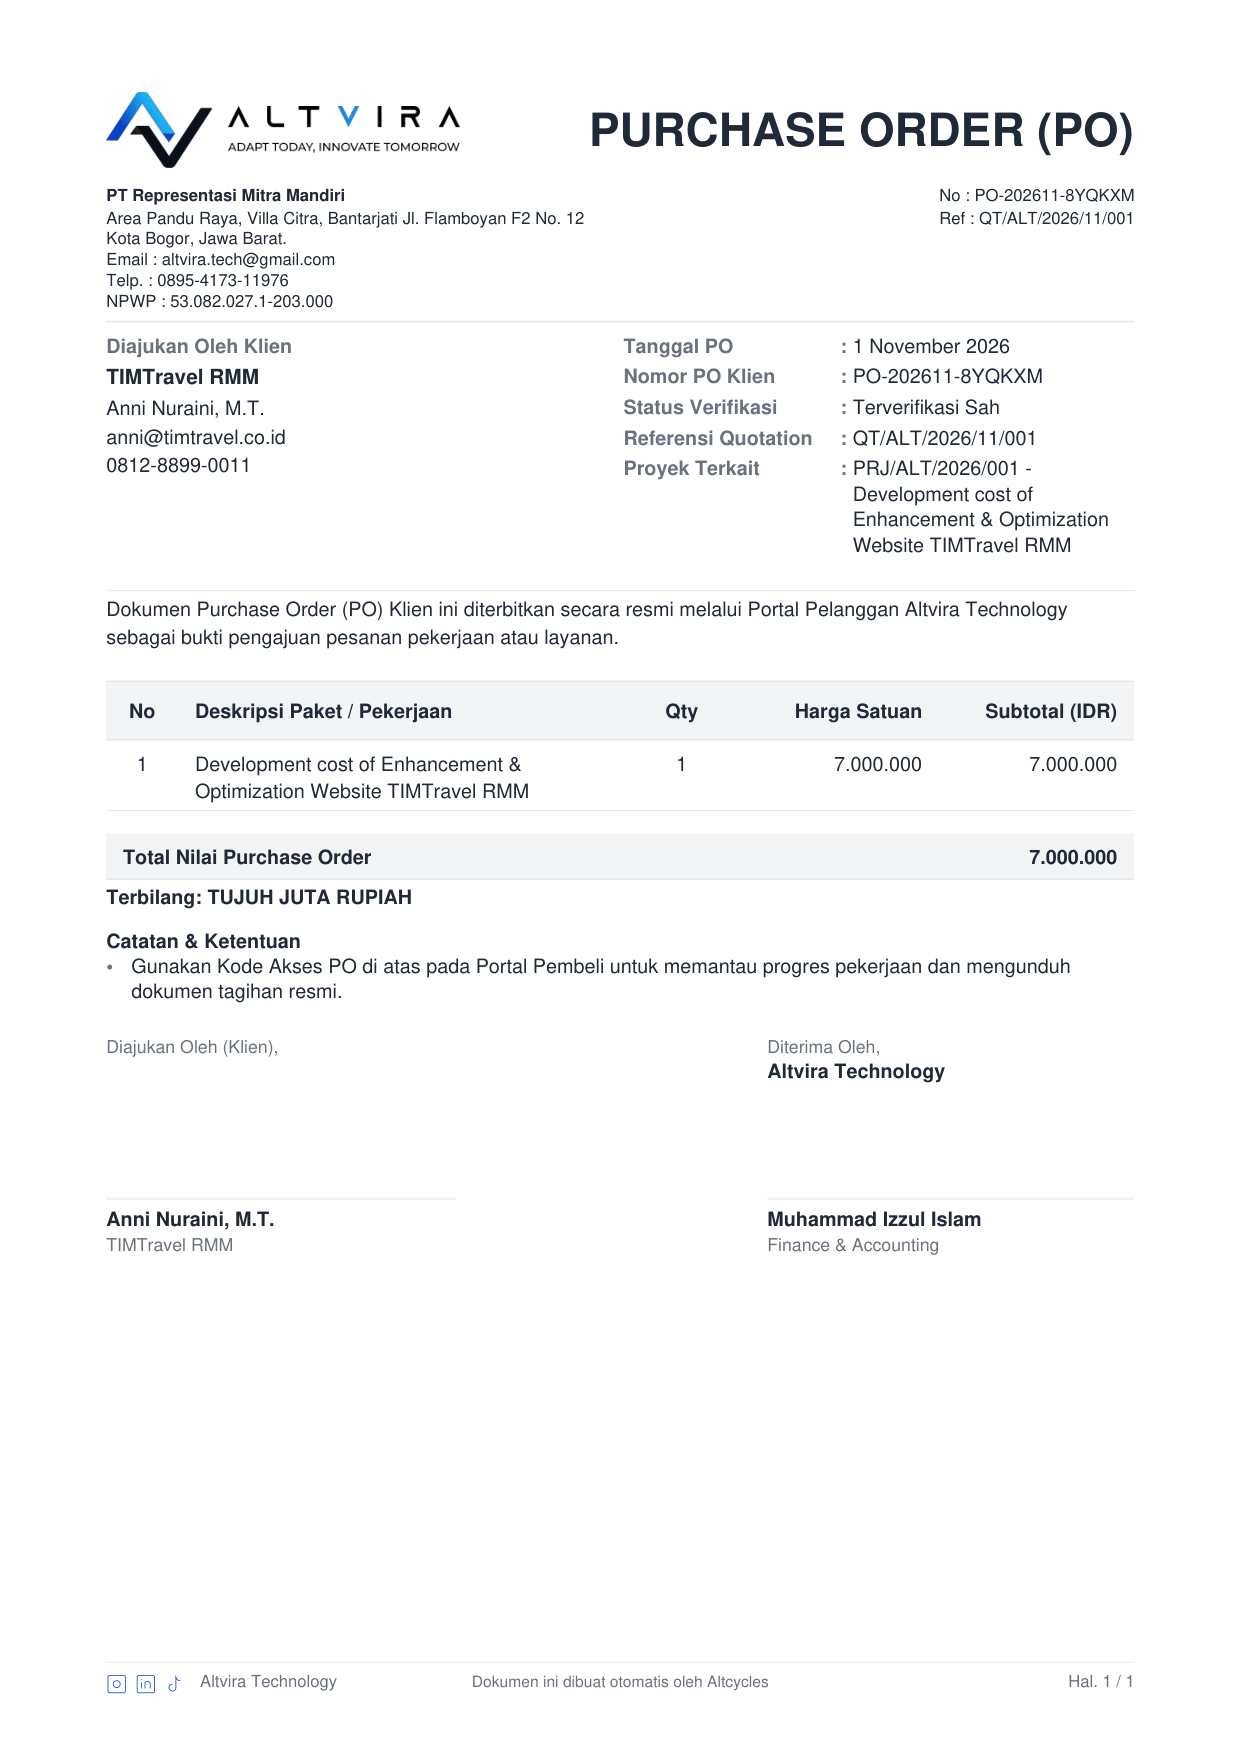 ALTVIRA
ADAPT TODAY, INNOVATE TOMORROW
PURCHASE ORDER (PO)
PT Representasi Mitra Mandiri
Area Pandu Raya, Villa Citra, Bantarjati Jl. Flamboyan F2 No. 12
Kota Bogor, Jawa Barat.
Email : altvira.tech@gmail.com
Telp. : 0895-4173-11976
NPWP : 53.082.027.1-203.000
No : PO-202611-8YQKXM
Ref : QT/ALT/2026/11/001
Diajukan Oleh Klien
TIMTravel RMM
Anni Nuraini, M.T.
anni@timtravel.co.id
0812-8899-0011
Tanggal PO : 1 November 2026
Nomor PO Klien : PO-202611-8YQKXM
Status Verifikasi : Terverifikasi Sah
Referensi Quotation : QT/ALT/2026/11/001
Proyek Terkait : PRJ/ALT/2026/001 -
Development cost of
Enhancement & Optimization
Website TIMTravel RMM
Dokumen Purchase Order (PO) Klien ini diterbitkan secara resmi melalui Portal Pelanggan Altvira Technology
sebagai bukti pengajuan pesanan pekerjaan atau layanan.
No Deskripsi Paket / Pekerjaan Qty Harga Satuan Subtotal (IDR)
1 Development cost of Enhancement & 1 7.000.000 7.000.000
Optimization Website TIMTravel RMM
Total Nilai Purchase Order 7.000.000
Terbilang: TUJUH JUTA RUPIAH
Catatan & Ketentuan
• Gunakan Kode Akses PO di atas pada Portal Pembeli untuk memantau progres pekerjaan dan mengunduh
dokumen tagihan resmi.
Diajukan Oleh (Klien),
Diterima Oleh,
Altvira Technology
Anni Nuraini, M.T.
TIMTravel RMM
Muhammad Izzul Islam
Finance & Accounting
Altvira Technology Dokumen ini dibuat otomatis oleh Altcycles Hal. 1 / 1